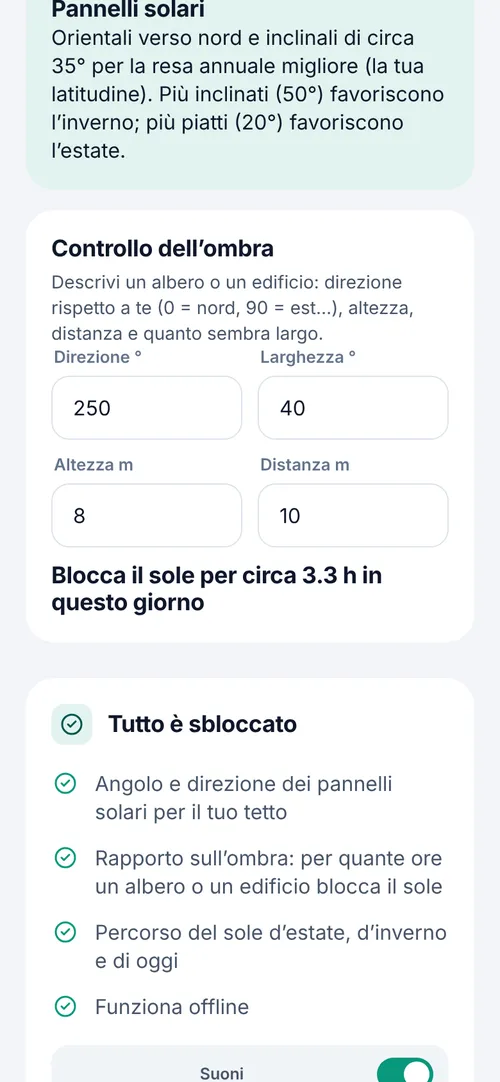 Pannelli solari
Orientali verso nord e inclinali di circa
35° per la resa annuale migliore (la tua
latitudine). Più inclinati (50°) favoriscono
l’inverno; più piatti (20°) favoriscono
l’estate.
Controllo dell’ombra
Descrivi un albero o un edificio: direzione
rispetto a te (0 = nord, 90 = est...), altezza,
distanza e quanto sembra largo.
Direzione °
Larghezza °
250
40
Altezza m
Distanza m
8
10
Blocca il sole per circa 3.3 h in
questo giorno
Tutto è sbloccato
Angolo e direzione dei pannelli
solari per il tuo tetto
Rapporto sull’ombra: per quante ore
un albero o un edificio blocca il sole
Percorso del sole d’estate, d’inverno
e di oggi
Funziona offline
Suoni